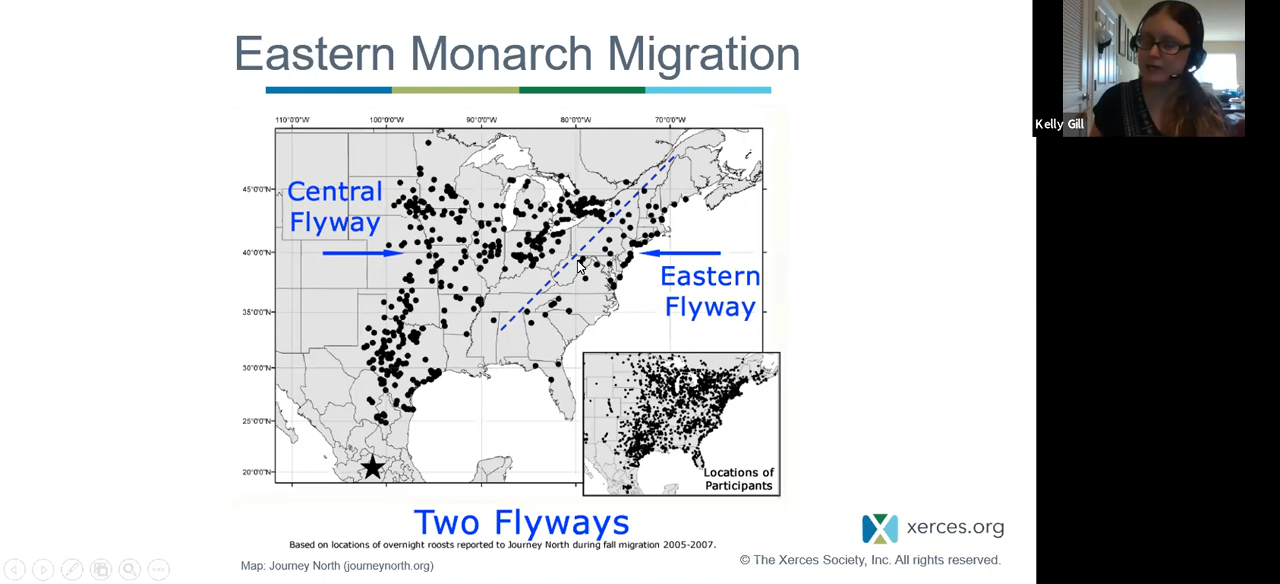 Eastern Monarch Migration
Kelly Gill
110°0'0"W
100°0'0"W
90°0'0"W
80°0'0"W
70°0'0"W
45°0'0"N
40°0'0"N
35°0'0"N
30°0'0"N
25°0'0"N
20°0'0"N
Central
Flyway
Eastern
Flyway
Locations of
Participants
Two Flyways
Based on locations of overnight roosts reported to Journey North during fall migration 2005-2007.
Map: Journey North (journeynorth.org)
xerces.org
© The Xerces Society, Inc. All rights reserved.